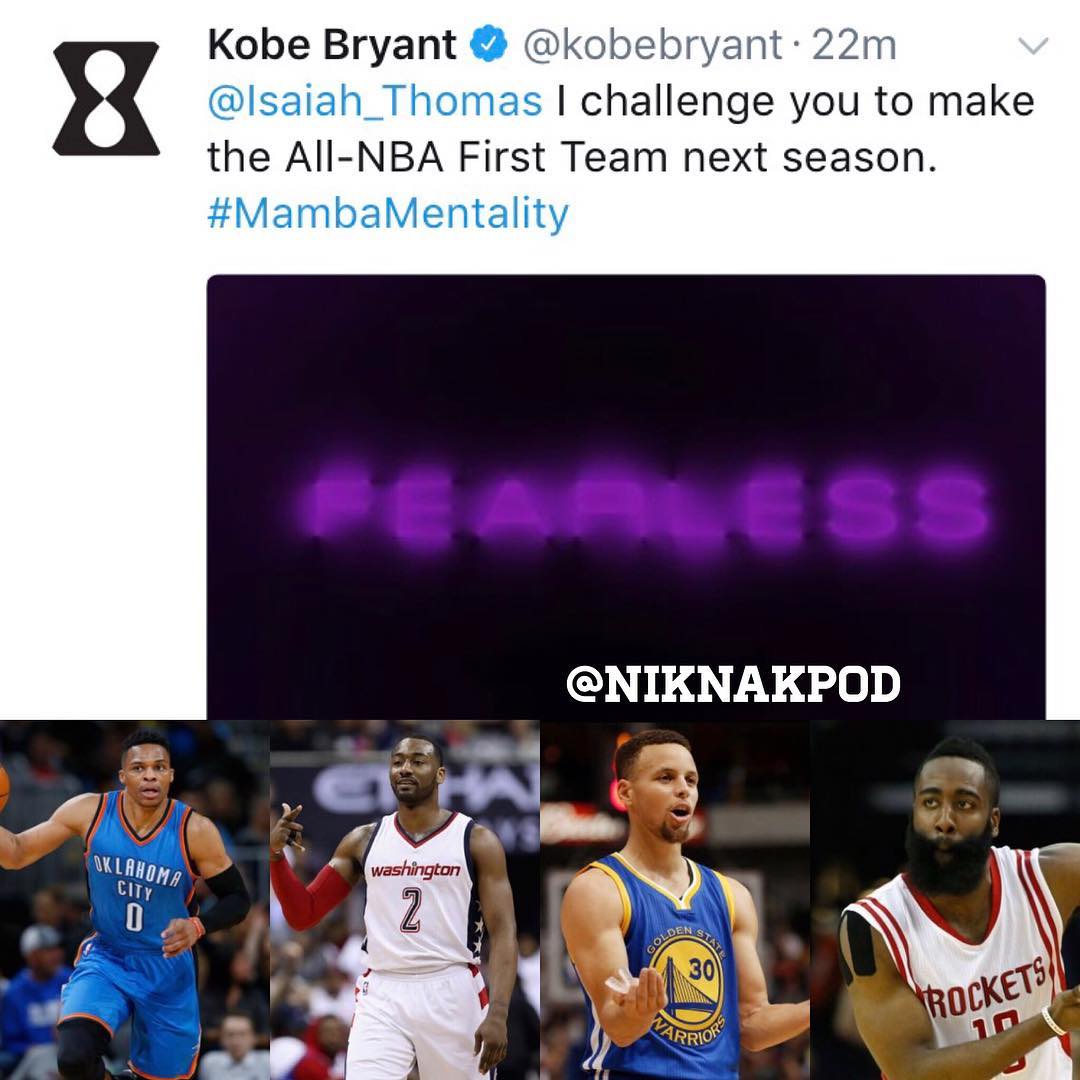 Kobe Bryant @kobebryant · 22m
@Isaiah_Thomas I challenge you to make
the All-NBA First Team next season.
#MambaMentality
FEARLESS
@NIKNAKPOD
OKLAHOMA
CITY
0
washington
2
GOLDEN STATE
30
WARRIORS
ROCKETS